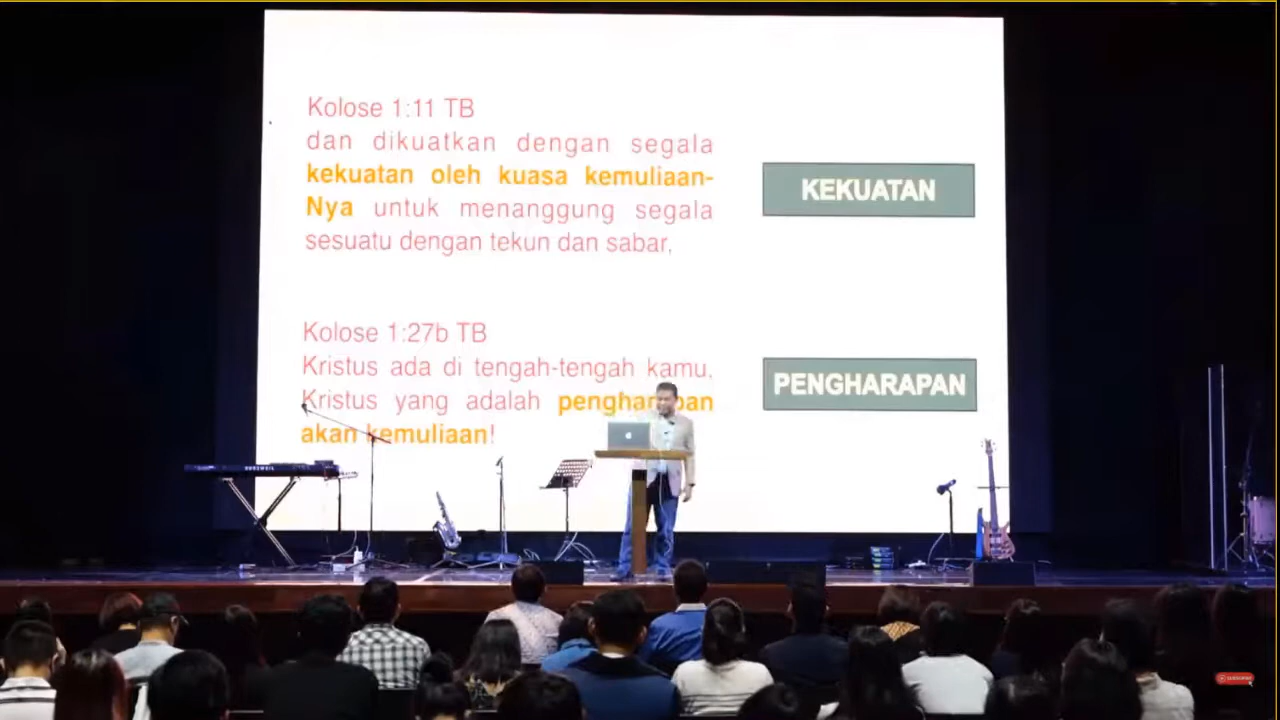 Kolose 1:11 TB
dan dikuatkan dengan segala
kekuatan oleh kuasa kemuliaan-
Nya untuk menanggung segala
sesuatu dengan tekun dan sabar,
KEKUATAN
Kolose 1:27b TB
Kristus ada di tengah-tengah kamu,
Kristus yang adalah pengharapan
akan kemuliaan!
PENGHARAPAN
KURZWEIL
SUBSCRIBE